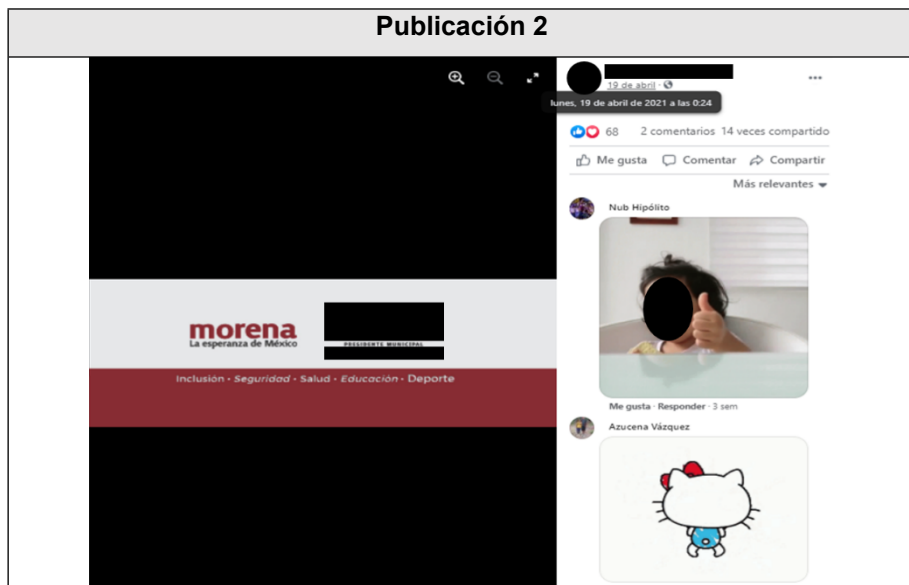 Publicación 2
19 de abril ·
lunes, 19 de abril de 2021 a las 0:24
68 2 comentarios 14 veces compartido
Me gusta Comentar Compartir
Más relevantes
Nub Hipólito
morena
La esperanza de México
PRESIDENTE MUNICIPAL
Inclusión · Seguridad · Salud · Educación · Deporte
Me gusta · Responder · 3 sem
Azucena Vázquez